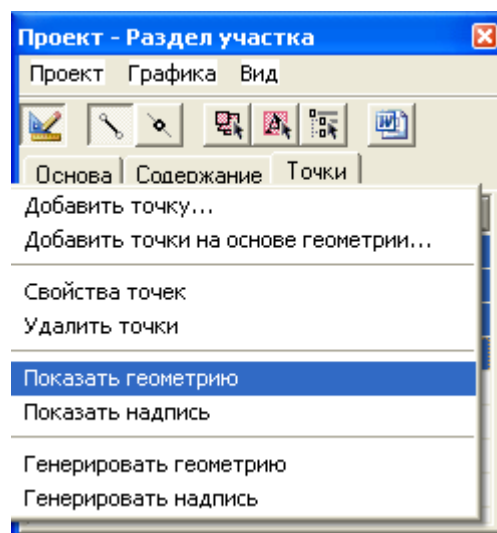 Проект - Раздел участка
Проект Графика Вид
Основа Содержание Точки
Добавить точку...
Добавить точки на основе геометрии...
Свойства точек
Удалить точки
Показать геометрию
Показать надпись
Генерировать геометрию
Генерировать надпись